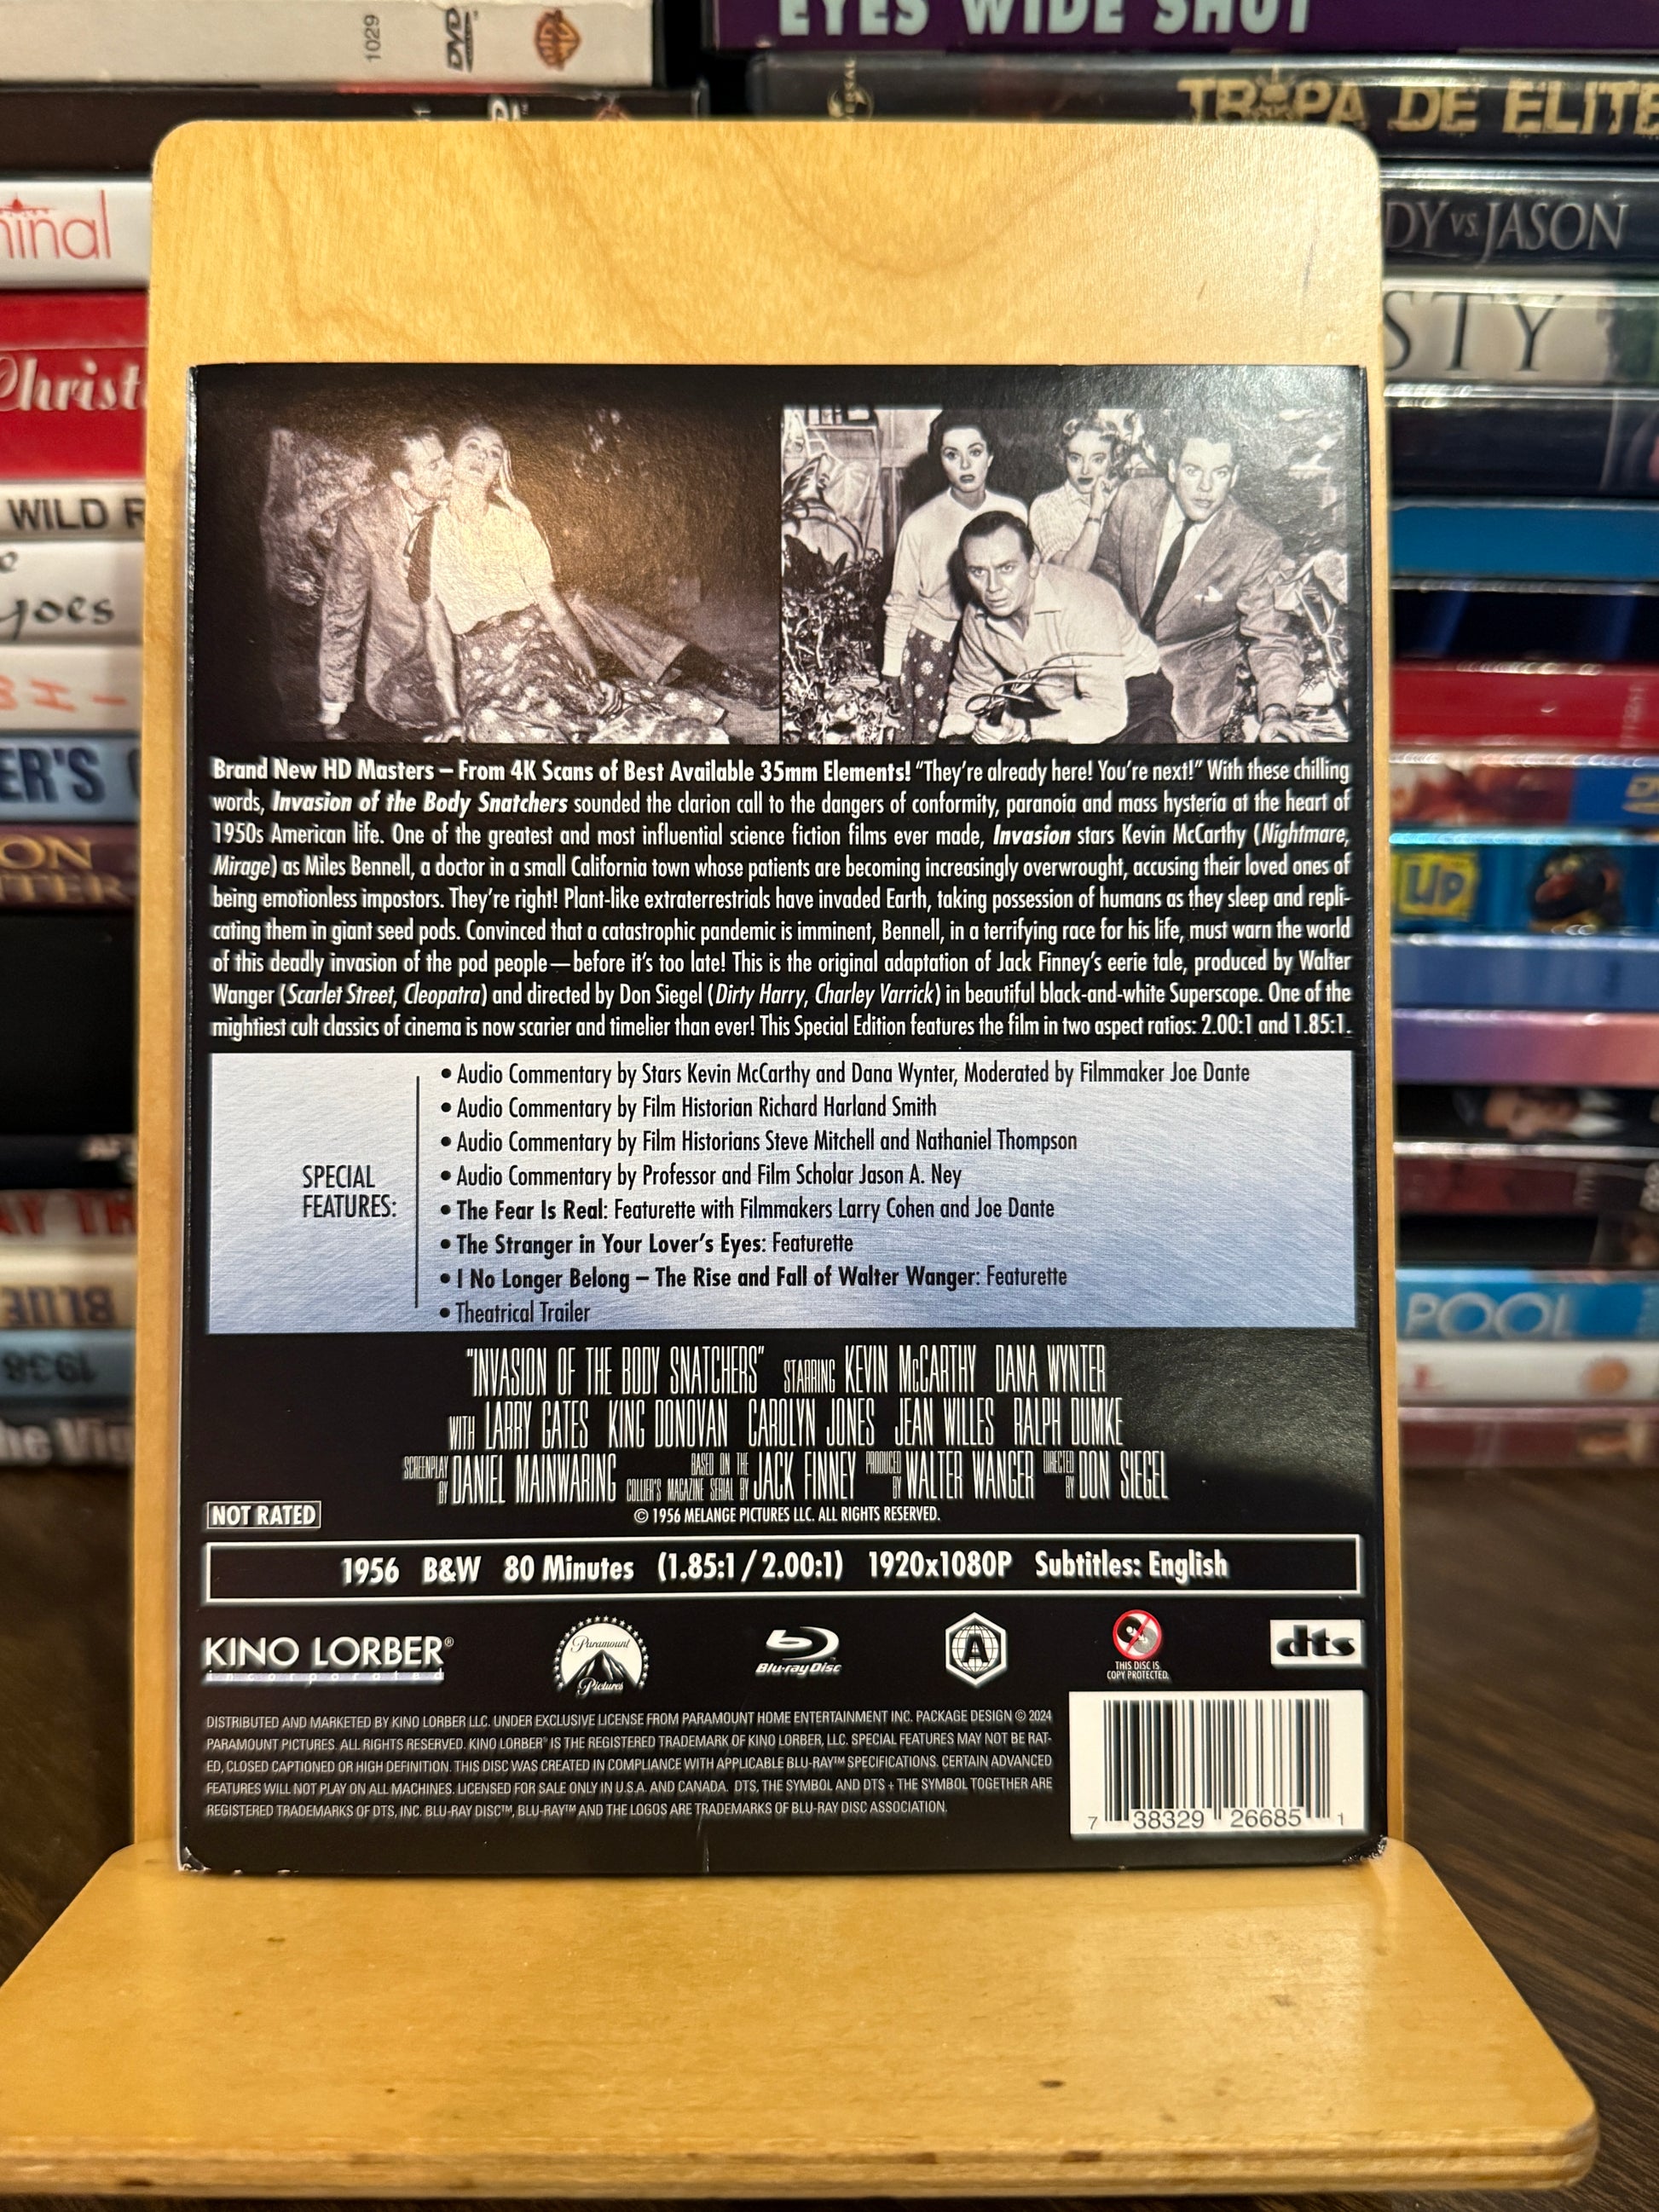 1029
DVD
EYES WIDE SHUT
TROPA DE ELITE
minal
DY vs. JASON
Christ
STY
WILD R
goes
ER'S
ON
TER
UP
BLUE
1938
POOL
he Vig
Brand New HD Masters – From 4K Scans of Best Available 35mm Elements! "They're already here! You're next!" With these chilling
words, Invasion of the Body Snatchers sounded the clarion call to the dangers of conformity, paranoia and mass hysteria at the heart of
1950s American life. One of the greatest and most influential science fiction films ever made, Invasion stars Kevin McCarthy (Nightmare,
Mirage) as Miles Bennell, a doctor in a small California town whose patients are becoming increasingly overwrought, accusing their loved ones of
being emotionless impostors. They're right! Plant-like extraterrestrials have invaded Earth, taking possession of humans as they sleep and repli-
cating them in giant seed pods. Convinced that a catastrophic pandemic is imminent, Bennell, in a terrifying race for his life, must warn the world
of this deadly invasion of the pod people—before it's too late! This is the original adaptation of Jack Finney's eerie tale, produced by Walter
Wanger (Scarlet Street, Cleopatra) and directed by Don Siegel (Dirty Harry, Charley Varrick) in beautiful black-and-white Superscope. One of the
mightiest cult classics of cinema is now scarier and timelier than ever! This Special Edition features the film in two aspect ratios: 2.00:1 and 1.85:1.
SPECIAL
FEATURES:
• Audio Commentary by Stars Kevin McCarthy and Dana Wynter, Moderated by Filmmaker Joe Dante
• Audio Commentary by Film Historian Richard Harland Smith
• Audio Commentary by Film Historians Steve Mitchell and Nathaniel Thompson
• Audio Commentary by Professor and Film Scholar Jason A. Ney
• The Fear Is Real: Featurette with Filmmakers Larry Cohen and Joe Dante
• The Stranger in Your Lover's Eyes: Featurette
• I No Longer Belong – The Rise and Fall of Walter Wanger: Featurette
• Theatrical Trailer
"INVASION OF THE BODY SNATCHERS" STARRING KEVIN McCARTHY DANA WYNTER
WITH LARRY GATES KING DONOVAN CAROLYN JONES JEAN WILLES RALPH DUMKE
SCREENPLAY BY DANIEL MAINWARING BASED ON THE COLLIER'S MAGAZINE SERIAL BY JACK FINNEY PRODUCED BY WALTER WANGER DIRECTED BY DON SIEGEL
© 1956 MELANGE PICTURES LLC. ALL RIGHTS RESERVED.
NOT RATED
1956 B&W 80 Minutes (1.85:1 / 2.00:1) 1920x1080P Subtitles: English
KINO LORBER®
incorporated
Paramount
Pictures
Blu-ray Disc
A
THIS DISC IS
COPY PROTECTED.
dts
DISTRIBUTED AND MARKETED BY KINO LORBER LLC. UNDER EXCLUSIVE LICENSE FROM PARAMOUNT HOME ENTERTAINMENT INC. PACKAGE DESIGN © 2024
PARAMOUNT PICTURES. ALL RIGHTS RESERVED. KINO LORBER® IS THE REGISTERED TRADEMARK OF KINO LORBER, LLC. SPECIAL FEATURES MAY NOT BE RAT-
ED, CLOSED CAPTIONED OR HIGH DEFINITION. THIS DISC WAS CREATED IN COMPLIANCE WITH APPLICABLE BLU-RAY™ SPECIFICATIONS. CERTAIN ADVANCED
FEATURES WILL NOT PLAY ON ALL MACHINES. LICENSED FOR SALE ONLY IN U.S.A. AND CANADA. DTS, THE SYMBOL AND DTS + THE SYMBOL TOGETHER ARE
REGISTERED TRADEMARKS OF DTS, INC. BLU-RAY DISC™, BLU-RAY™ AND THE LOGOS ARE TRADEMARKS OF BLU-RAY DISC ASSOCIATION.
7 38329 26685 1